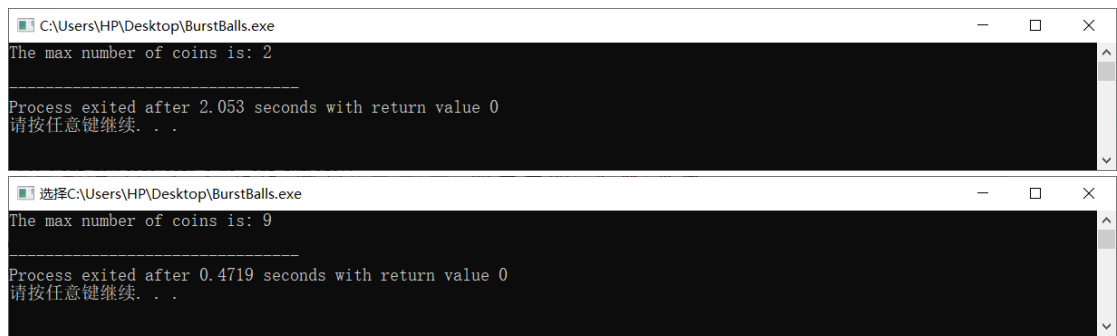 C:\Users\HP\Desktop\BurstBalls.exe
The max number of coins is: 2
--------------------------------
Process exited after 2.053 seconds with return value 0
请按任意键继续. . .
选择C:\Users\HP\Desktop\BurstBalls.exe
The max number of coins is: 9
--------------------------------
Process exited after 0.4719 seconds with return value 0
请按任意键继续. . .